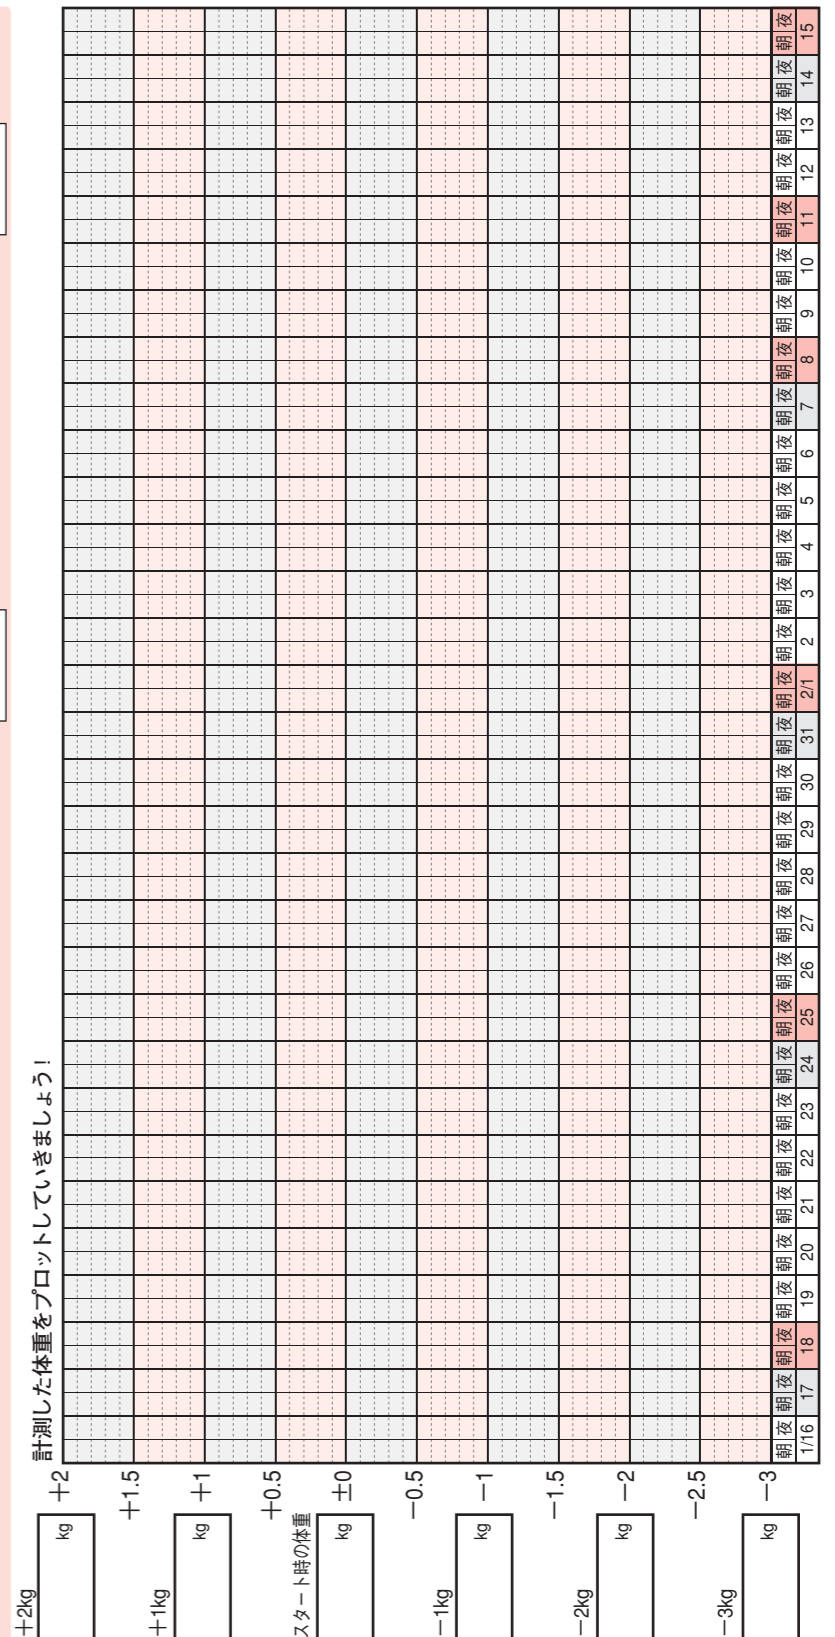 計測した体重をプロットしていきましょう！
+2kg
kg
+2
+1.5
+1kg
kg
+1
+0.5
スタート時の体重
kg
±0
−0.5
−1kg
kg
−1
−1.5
−2kg
kg
−2
−2.5
−3kg
kg
−3
朝 夜 朝 夜 朝 夜 朝 夜 朝 夜 朝 夜 朝 夜 朝 夜 朝 夜 朝 夜 朝 夜 朝 夜 朝 夜 朝 夜 朝 夜 朝 夜 朝 夜 朝 夜 朝 夜 朝 夜 朝 夜 朝 夜 朝 夜 朝 夜 朝 夜 朝 夜 朝 夜 朝 夜 朝 夜 朝 夜 朝 夜
1/16 17 18 19 20 21 22 23 24 25 26 27 28 29 30 31 2/1 2 3 4 5 6 7 8 9 10 11 12 13 14 15